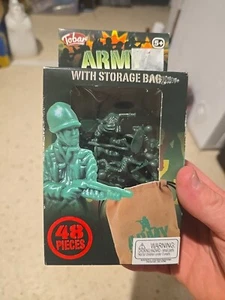 Tobar
5+
ARMY
WITH STORAGE BAG
48
PIECES
WARNING: